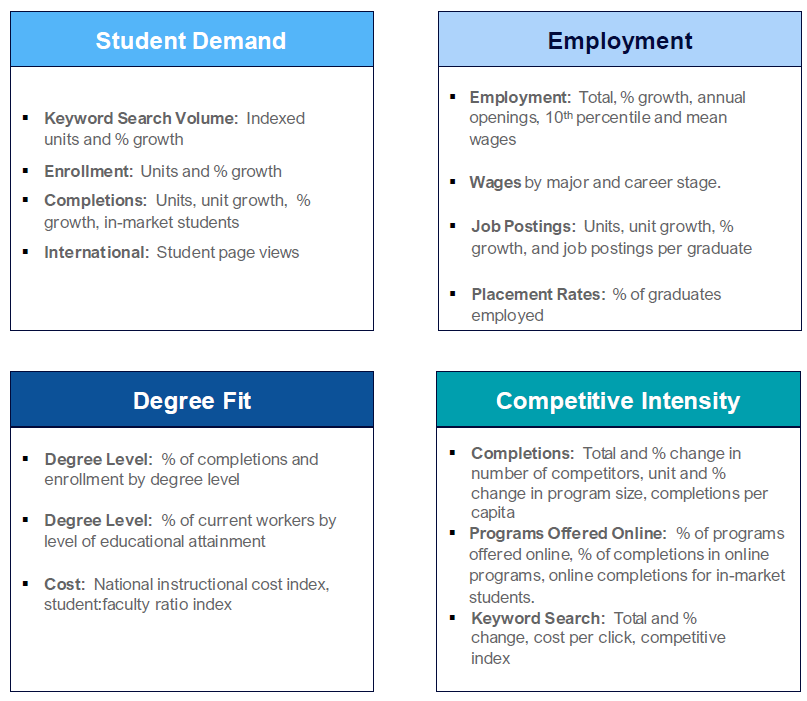 Student Demand
Keyword Search Volume: Indexed
units and % growth
Enrollment: Units and % growth
Completions: Units, unit growth, %
growth, in-market students
International: Student page views
Employment
Employment: Total, % growth, annual
openings, 10th percentile and mean
wages
Wages by major and career stage.
Job Postings: Units, unit growth, %
growth, and job postings per graduate
Placement Rates: % of graduates
employed
Degree Fit
Degree Level: % of completions and
enrollment by degree level
Degree Level: % of current workers by
level of educational attainment
Cost: National instructional cost index,
student:faculty ratio index
Competitive Intensity
Completions: Total and % change in
number of competitors, unit and %
change in program size, completions per
capita
Programs Offered Online: % of programs
offered online, % of completions in online
programs, online completions for in-market
students.
Keyword Search: Total and %
change, cost per click, competitive
index